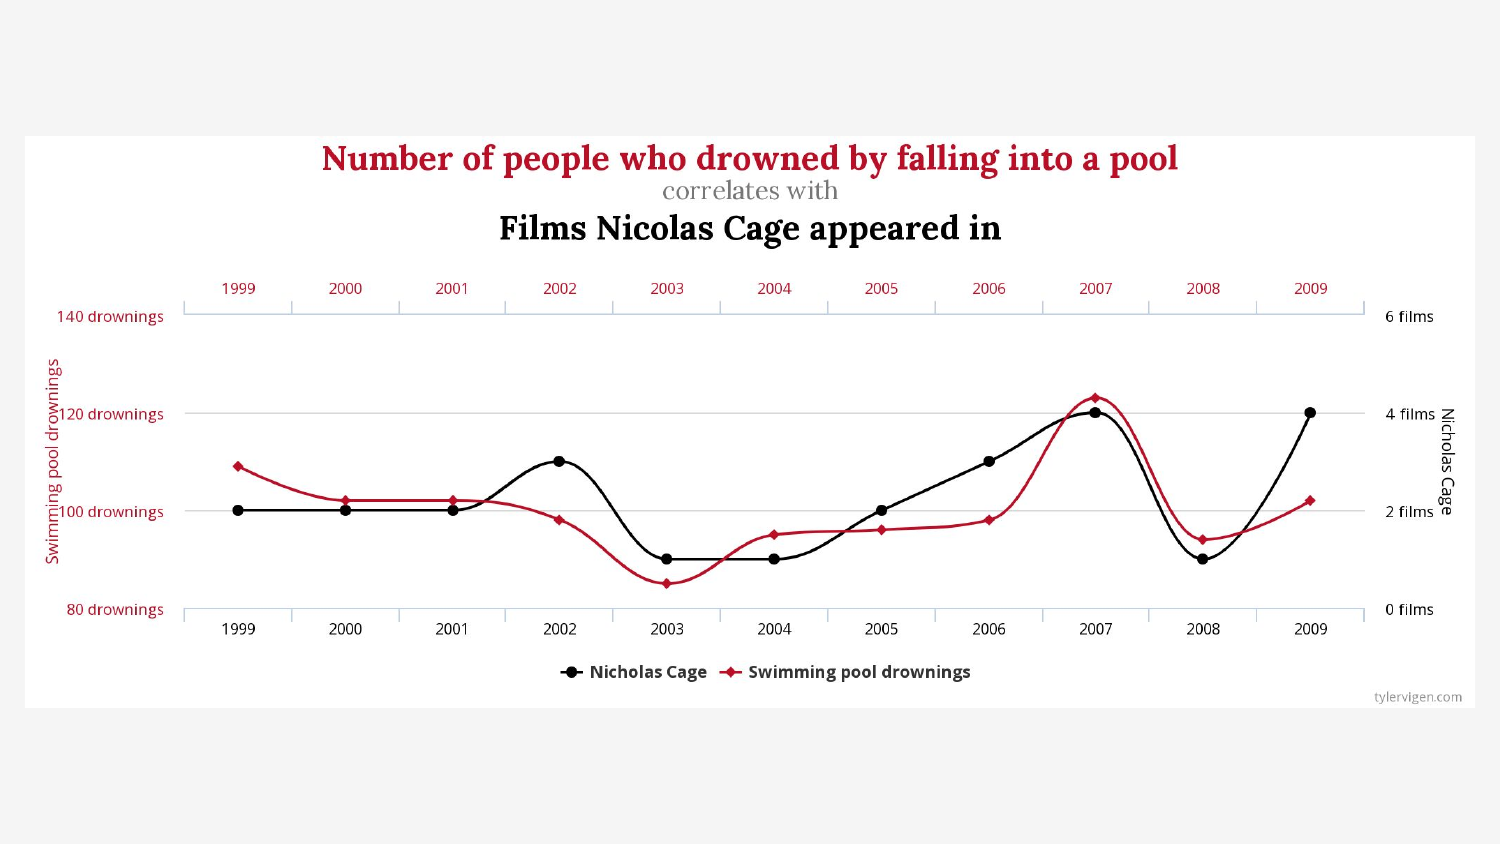 Number of people who drowned by falling into a pool
correlates with
Films Nicolas Cage appeared in
1999 2000 2001 2002 2003 2004 2005 2006 2007 2008 2009
140 drownings
120 drownings
100 drownings
80 drownings
Swimming pool drownings
6 films
4 films
2 films
0 films
Nicholas Cage
1999 2000 2001 2002 2003 2004 2005 2006 2007 2008 2009
Nicholas Cage Swimming pool drownings
tylervigen.com